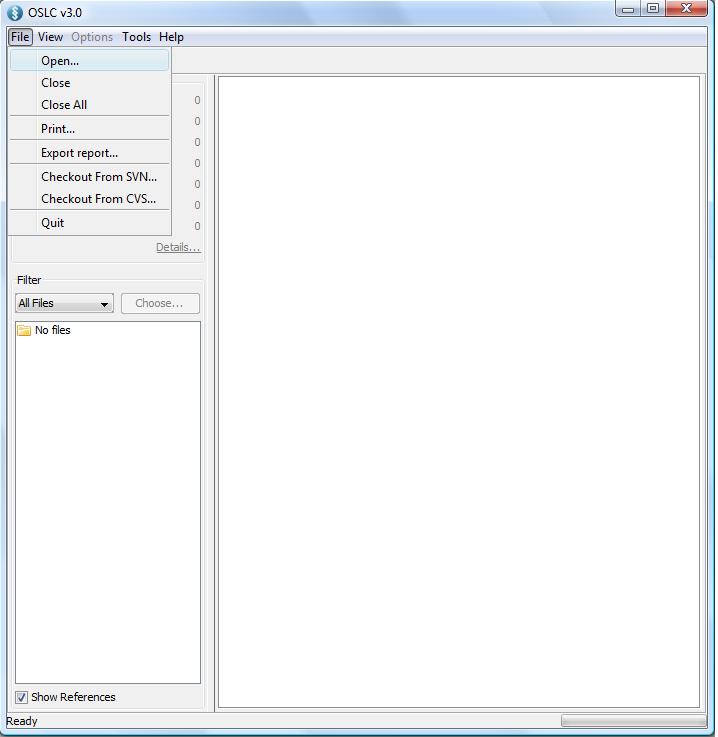 OSLC v3.0
File View Options Tools Help
Open...
Close
Close All
Print...
Export report...
Checkout From SVN...
Checkout From CVS...
Quit
0
0
0
0
0
0
0
Details...
Filter
All Files Choose...
No files
Show References
Ready